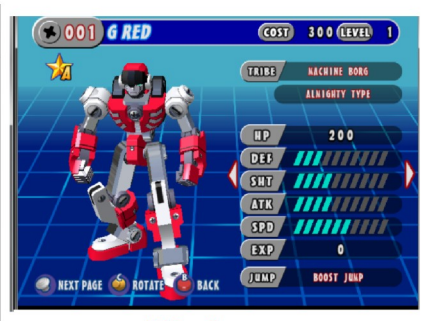 001 G RED
COST 300 LEVEL 1
A
TRIBE MACHINE BORG
ALMIGHTY TYPE
HP 200
DEF
SHT
ATK
SPD
EXP 0
JUMP BOOST JUMP
NEXT PAGE C ROTATE B BACK